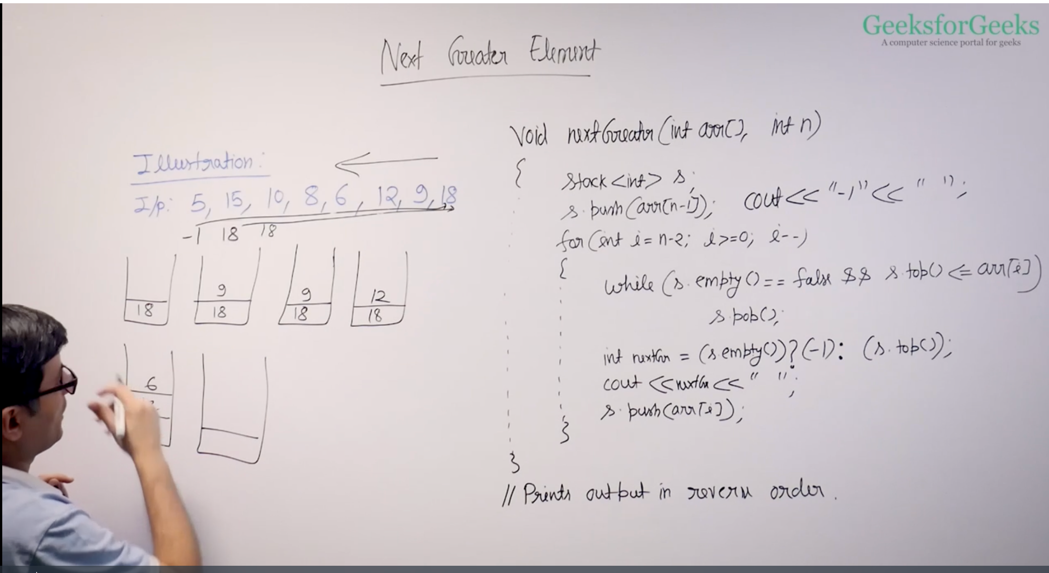 GeeksforGeeks
A computer science portal for geeks
Next Greater Element
Illustration:
I/p: 5, 15, 10, 8, 6, 12, 9, 18
-1 18 18
18
9
18
9
18
12
18
6
void nextGreater(int arr[], int n)
{
stack<int> s;
s.push(arr[n-1]); cout<<"-1"<<" ";
for(int i=n-2; i>=0; i--)
{
while(s.empty()==false && s.top()<=arr[i])
s.pop();
int nextGr = (s.empty())?(-1): (s.top());
cout<<nextGr<<" ";
s.push(arr[i]);
}
}
// Prints output in reverse order.